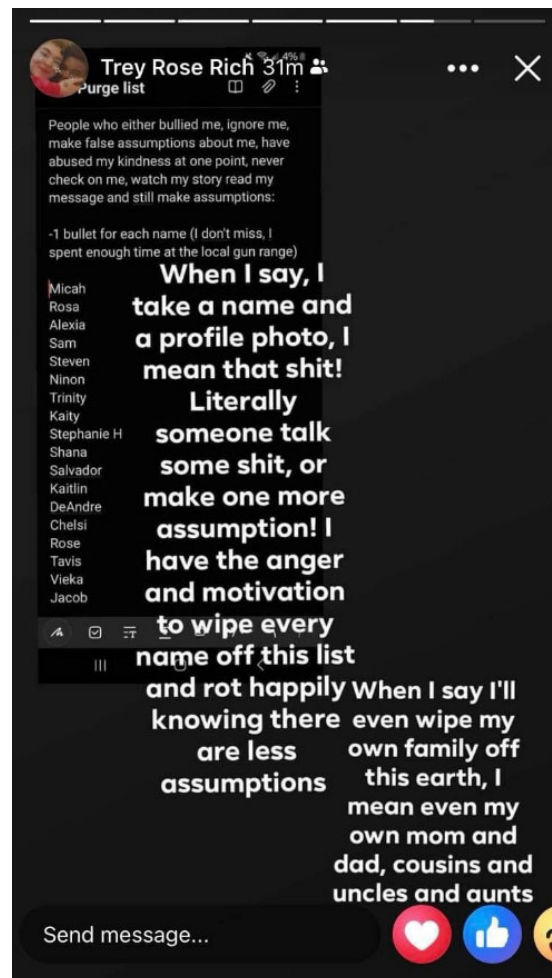 Trey Rose Rich 31m
4%
Purge list
People who either bullied me, ignore me,
make false assumptions about me, have
abused my kindness at one point, never
check on me, watch my story read my
message and still make assumptions:
-1 bullet for each name (I don't miss, I
spent enough time at the local gun range)
Micah
Rosa
Alexia
Sam
Steven
Ninon
Trinity
Kaity
Stephanie H
Shana
Salvador
Kaitlin
DeAndre
Chelsi
Rose
Tavis
Vieka
Jacob
When I say, I
take a name and
a profile photo, I
mean that shit!
Literally
someone talk
some shit, or
make one more
assumption! I
have the anger
and motivation
to wipe every
name off this list
and rot happily
knowing there
are less
assumptions
When I say I'll
even wipe my
own family off
this earth, I
mean even my
own mom and
dad, cousins and
uncles and aunts
Send message...